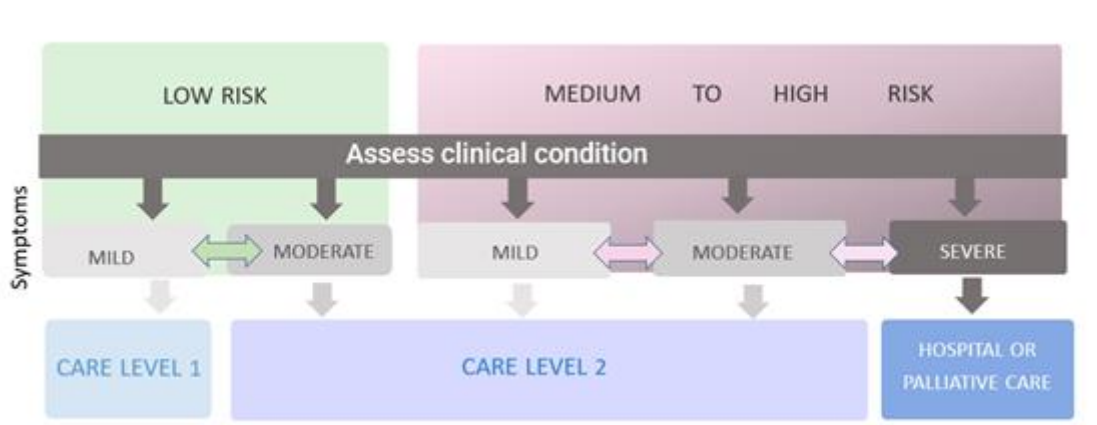 LOW RISK
MEDIUM TO HIGH RISK
Assess clinical condition
Symptoms
MILD
MODERATE
MILD
MODERATE
SEVERE
CARE LEVEL 1
CARE LEVEL 2
HOSPITAL OR
PALLIATIVE CARE